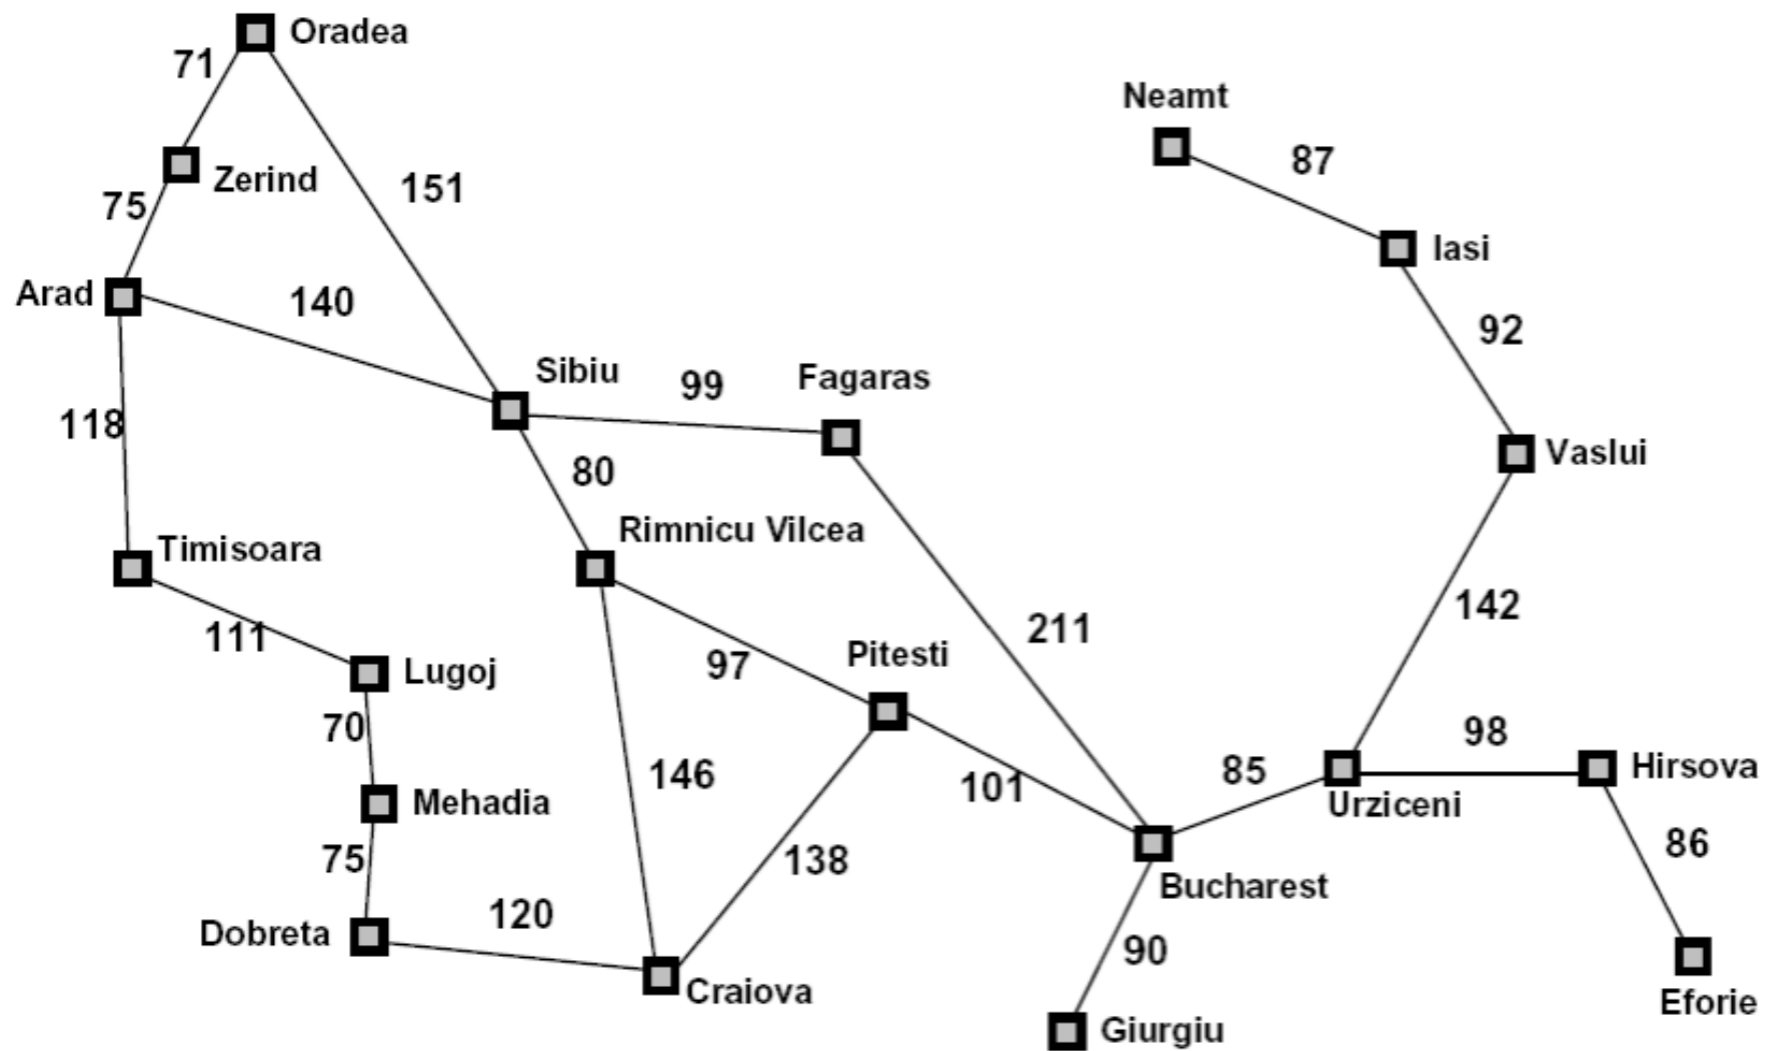 Oradea
71
Neamt
87
Zerind
151
75
Iasi
Arad
140
92
Sibiu
99
Fagaras
118
Vaslui
80
Rimnicu Vilcea
Timisoara
142
111
211
97
Pitesti
Lugoj
70
98
146
101
85
Hirsova
Mehadia
Urziceni
75
138
86
Bucharest
120
Dobreta
90
Craiova
Eforie
Giurgiu